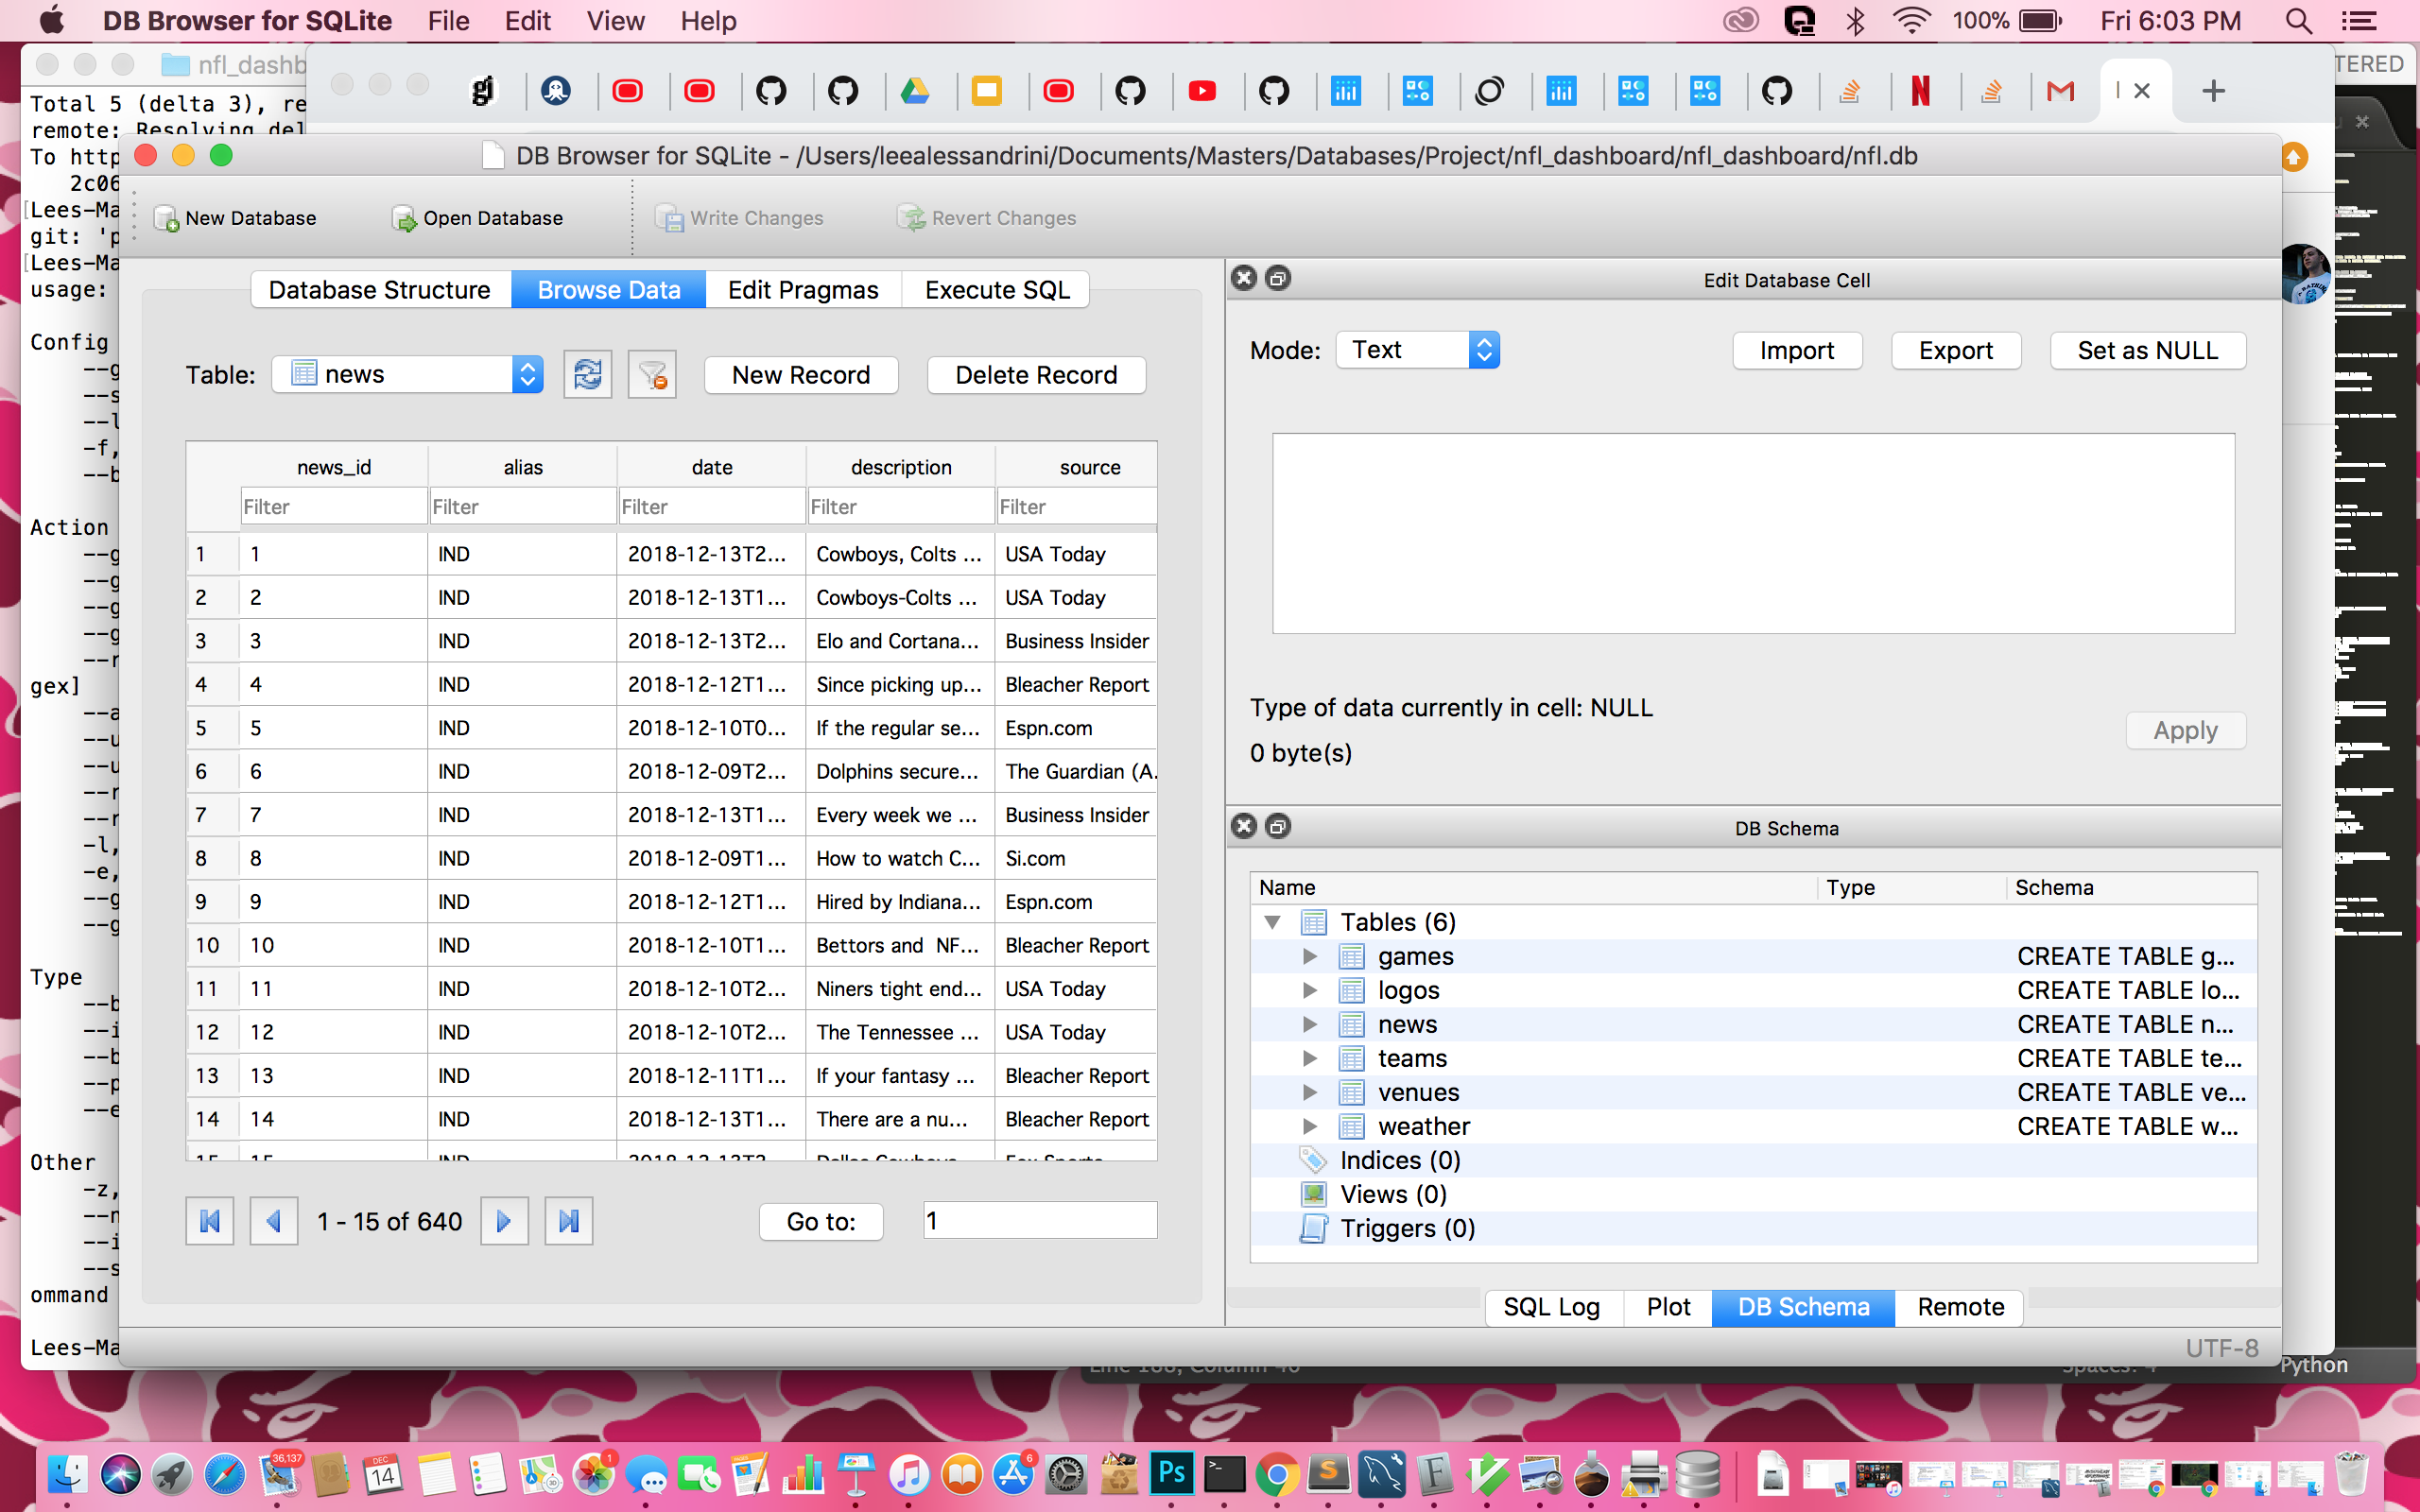 DB Browser for SQLite File Edit View Help 100% Fri 6:03 PM
nfl_dashb
TERED
Total 5 (delta 3), re
remote: Resolving del
To http
2c06
[Lees-Ma
git: 'p
[Lees-Ma
usage:
Config
Action
gex]
Type
Other
ommand
Lees-Ma
DB Browser for SQLite - /Users/leealessandrini/Documents/Masters/Databases/Project/nfl_dashboard/nfl_dashboard/nfl.db
New Database Open Database Write Changes Revert Changes
Database Structure Browse Data Edit Pragmas Execute SQL
Table: news New Record Delete Record
news_id alias date description source
Filter Filter Filter Filter Filter
1 1 IND 2018-12-13T2... Cowboys, Colts ... USA Today
2 2 IND 2018-12-13T1... Cowboys-Colts ... USA Today
3 3 IND 2018-12-13T2... Elo and Cortana... Business Insider
4 4 IND 2018-12-12T1... Since picking up... Bleacher Report
5 5 IND 2018-12-10T0... If the regular se... Espn.com
6 6 IND 2018-12-09T2... Dolphins secure... The Guardian (A.
7 7 IND 2018-12-13T1... Every week we ... Business Insider
8 8 IND 2018-12-09T1... How to watch C... Si.com
9 9 IND 2018-12-12T1... Hired by Indiana... Espn.com
10 10 IND 2018-12-10T1... Bettors and NF... Bleacher Report
11 11 IND 2018-12-10T2... Niners tight end... USA Today
12 12 IND 2018-12-10T2... The Tennessee ... USA Today
13 13 IND 2018-12-11T1... If your fantasy ... Bleacher Report
14 14 IND 2018-12-13T1... There are a nu... Bleacher Report
1 - 15 of 640 Go to: 1
Edit Database Cell
Mode: Text Import Export Set as NULL
Type of data currently in cell: NULL
0 byte(s)
Apply
DB Schema
Name Type Schema
Tables (6)
games CREATE TABLE g...
logos CREATE TABLE lo...
news CREATE TABLE n...
teams CREATE TABLE te...
venues CREATE TABLE ve...
weather CREATE TABLE w...
Indices (0)
Views (0)
Triggers (0)
SQL Log Plot DB Schema Remote
UTF-8
Python
36,137
DEC
14
1
6
Ps